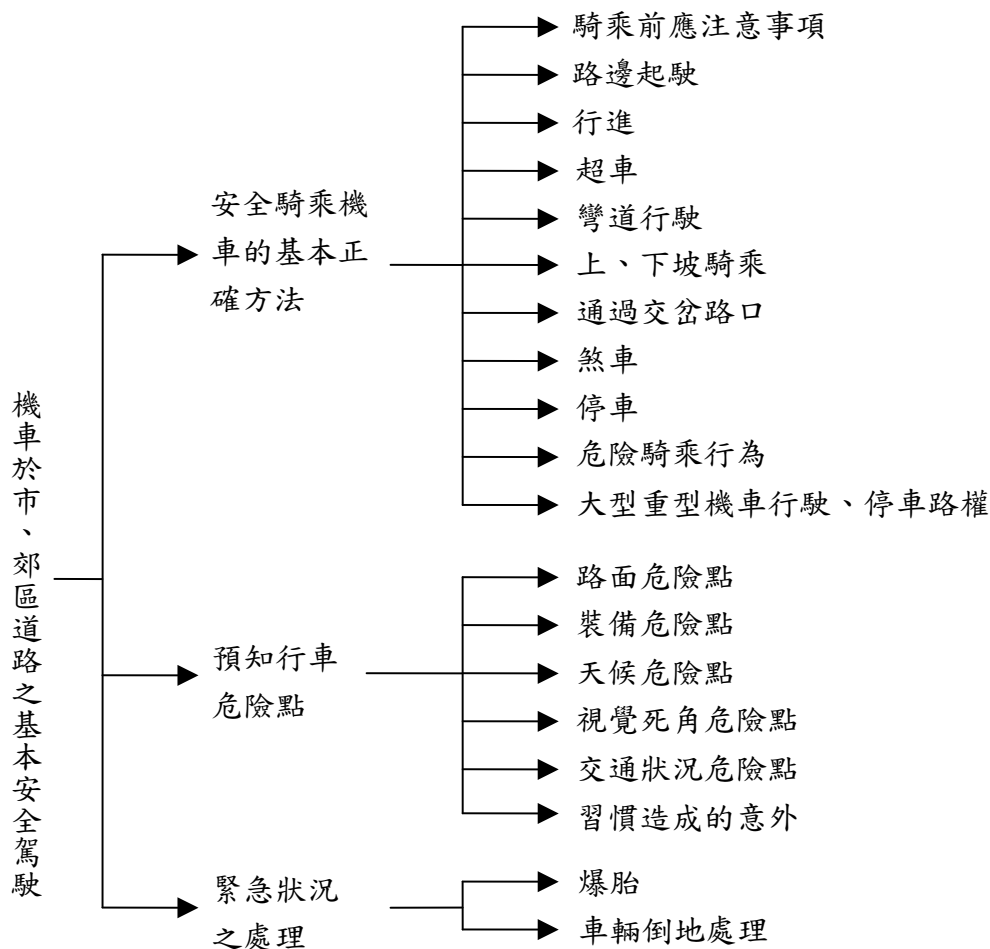 機車於市、郊區道路之基本安全駕駛
安全騎乘機
車的基本正
確方法
騎乘前應注意事項
路邊起駛
行進
超車
彎道行駛
上、下坡騎乘
通過交岔路口
煞車
停車
危險騎乘行為
大型重型機車行駛、停車路權
預知行車
危險點
路面危險點
裝備危險點
天候危險點
視覺死角危險點
交通狀況危險點
習慣造成的意外
緊急狀況
之處理
爆胎
車輛倒地處理